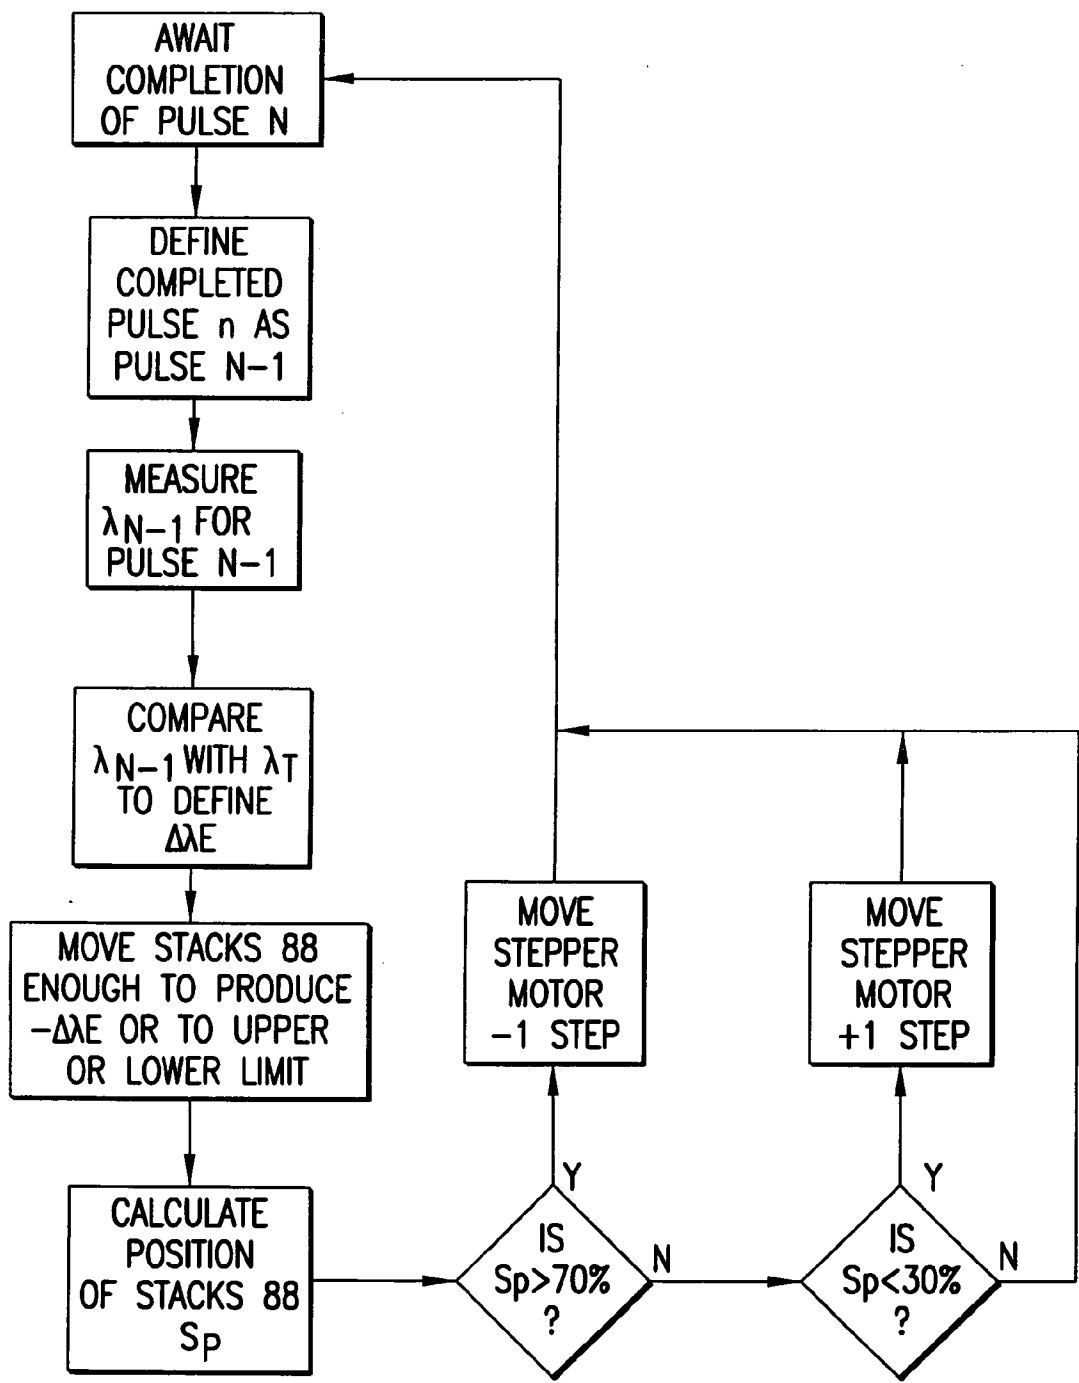 AWAIT
COMPLETION
OF PULSE N
DEFINE
COMPLETED
PULSE n AS
PULSE N-1
MEASURE
λN-1 FOR
PULSE N-1
COMPARE
λN-1 WITH λT
TO DEFINE
ΔλE
MOVE STACKS 88
ENOUGH TO PRODUCE
-ΔλE OR TO UPPER
OR LOWER LIMIT
CALCULATE
POSITION
OF STACKS 88
SP
IS
Sp>70%
?
Y
N
MOVE
STEPPER
MOTOR
-1 STEP
IS
Sp<30%
?
Y
N
MOVE
STEPPER
MOTOR
+1 STEP